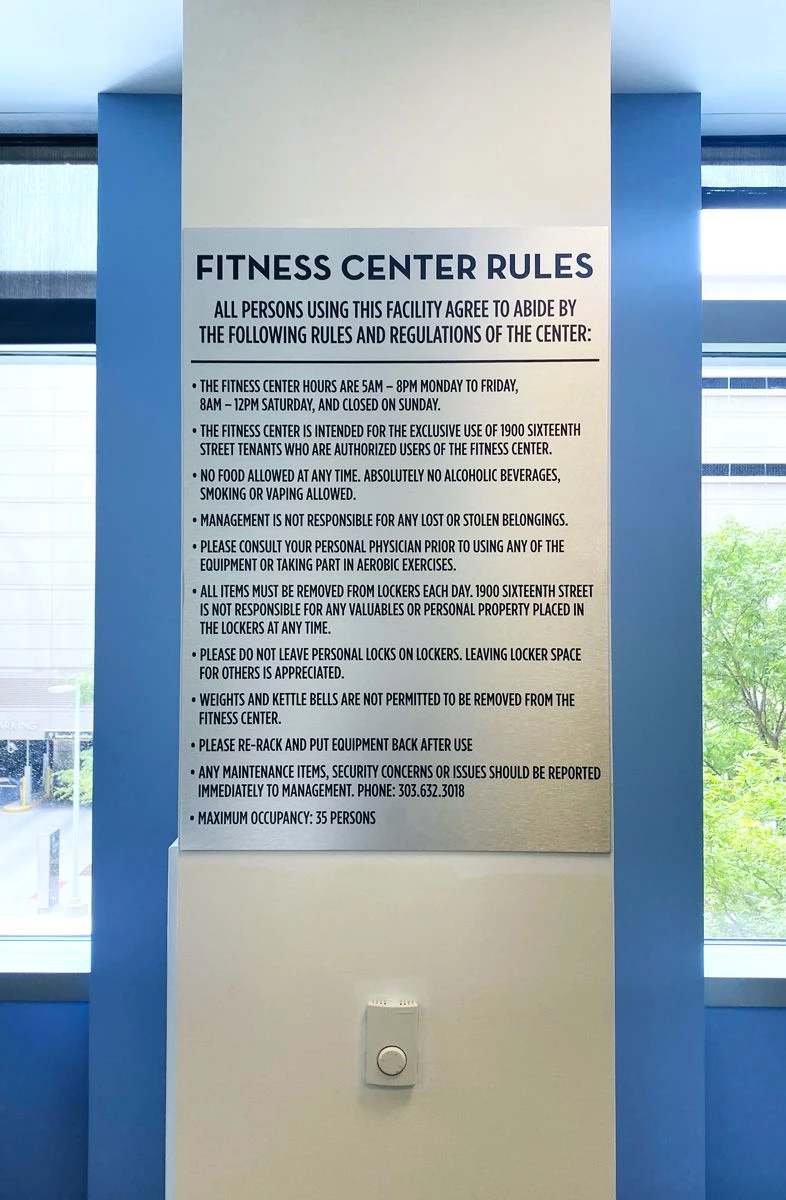 FITNESS CENTER RULES
ALL PERSONS USING THIS FACILITY AGREE TO ABIDE BY
THE FOLLOWING RULES AND REGULATIONS OF THE CENTER:
• THE FITNESS CENTER HOURS ARE 5AM – 8PM MONDAY TO FRIDAY,
8AM – 12PM SATURDAY, AND CLOSED ON SUNDAY.
• THE FITNESS CENTER IS INTENDED FOR THE EXCLUSIVE USE OF 1900 SIXTEENTH
STREET TENANTS WHO ARE AUTHORIZED USERS OF THE FITNESS CENTER.
• NO FOOD ALLOWED AT ANY TIME. ABSOLUTELY NO ALCOHOLIC BEVERAGES,
SMOKING OR VAPING ALLOWED.
• MANAGEMENT IS NOT RESPONSIBLE FOR ANY LOST OR STOLEN BELONGINGS.
• PLEASE CONSULT YOUR PERSONAL PHYSICIAN PRIOR TO USING ANY OF THE
EQUIPMENT OR TAKING PART IN AEROBIC EXERCISES.
• ALL ITEMS MUST BE REMOVED FROM LOCKERS EACH DAY. 1900 SIXTEENTH STREET
IS NOT RESPONSIBLE FOR ANY VALUABLES OR PERSONAL PROPERTY PLACED IN
THE LOCKERS AT ANY TIME.
• PLEASE DO NOT LEAVE PERSONAL LOCKS ON LOCKERS. LEAVING LOCKER SPACE
FOR OTHERS IS APPRECIATED.
• WEIGHTS AND KETTLE BELLS ARE NOT PERMITTED TO BE REMOVED FROM THE
FITNESS CENTER.
• PLEASE RE-RACK AND PUT EQUIPMENT BACK AFTER USE
• ANY MAINTENANCE ITEMS, SECURITY CONCERNS OR ISSUES SHOULD BE REPORTED
IMMEDIATELY TO MANAGEMENT. PHONE: 303.632.3018
• MAXIMUM OCCUPANCY: 35 PERSONS